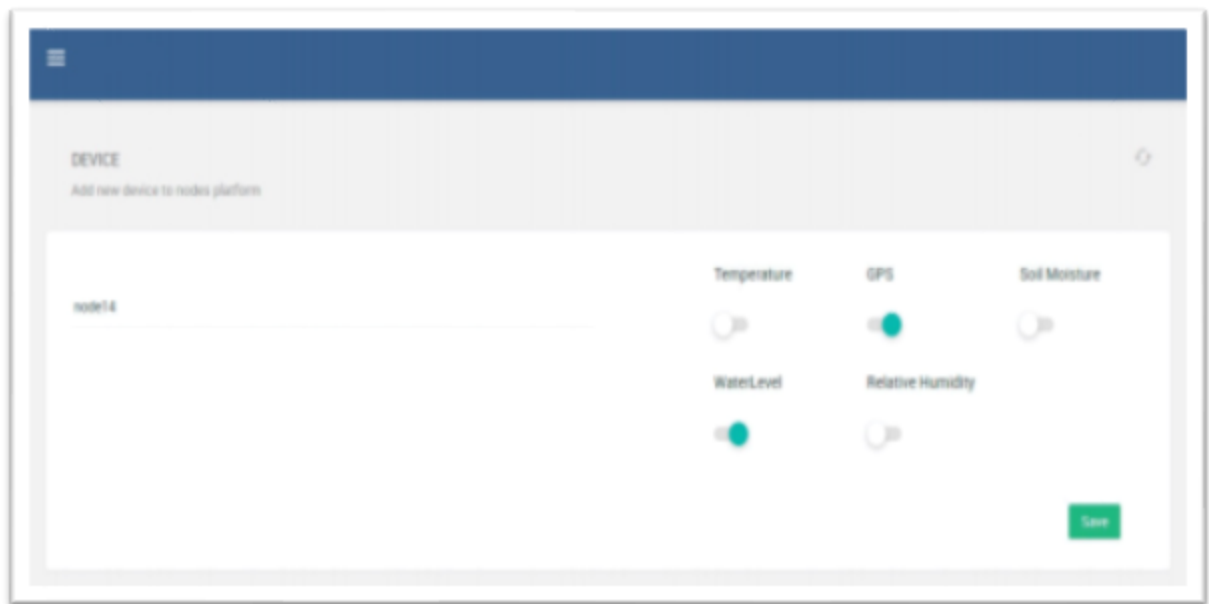 DEVICE
Add new device to nodes platform
node14
Temperature GPS Soil Moisture
WaterLevel Relative Humidity
Save